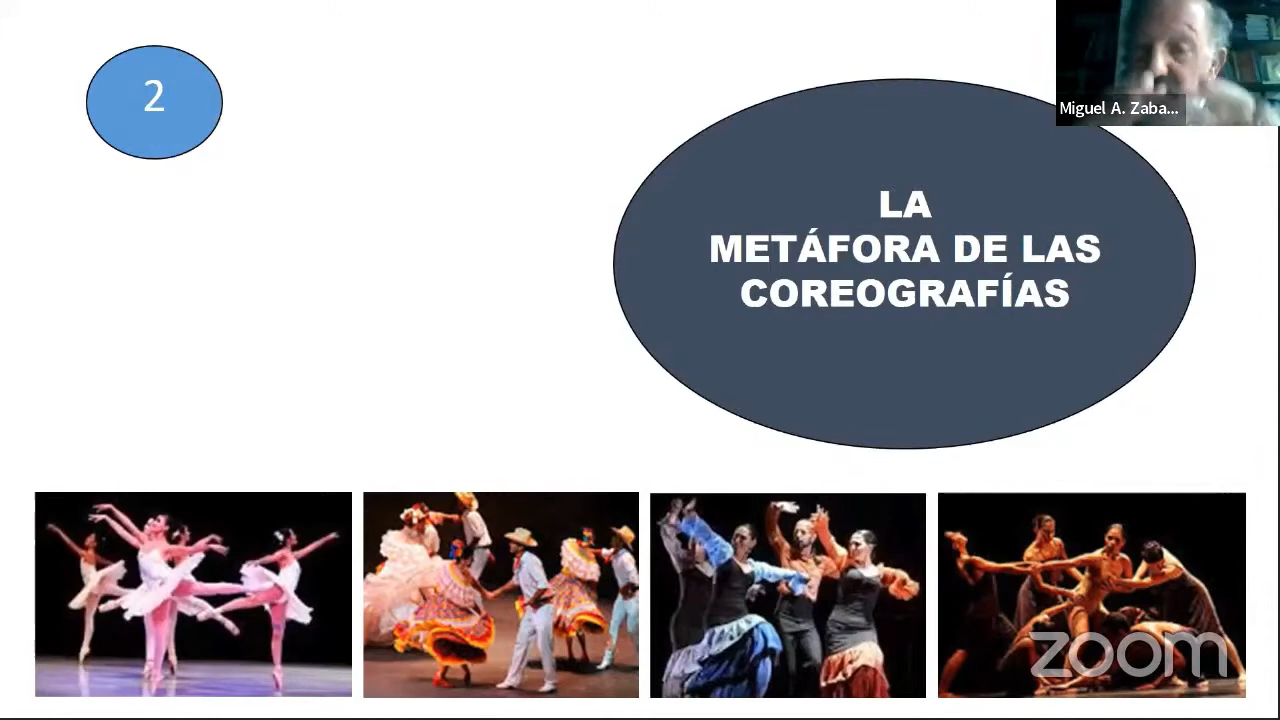 2
Miguel A. Zaba...
LA
METÁFORA DE LAS
COREOGRAFÍAS
zoom